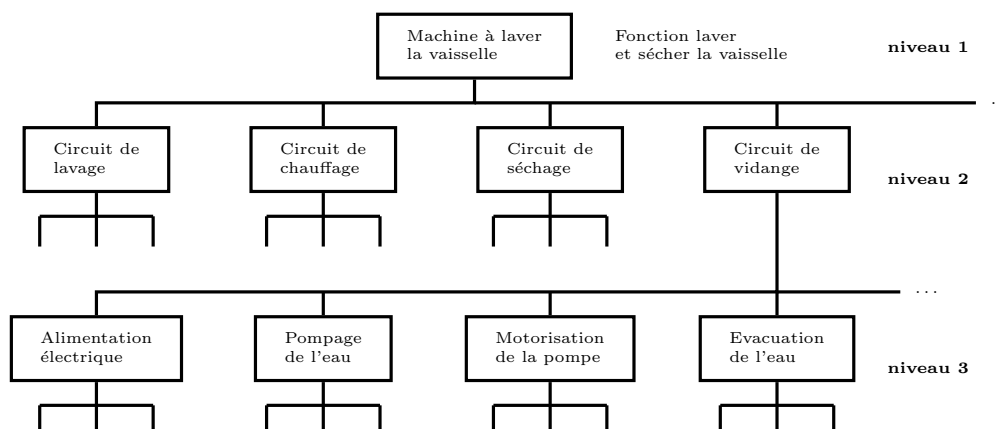 Machine à laver
la vaisselle
Fonction laver
et sécher la vaisselle
niveau 1
Circuit de
lavage
Circuit de
chauffage
Circuit de
séchage
Circuit de
vidange
niveau 2
...
Alimentation
électrique
Pompage
de l'eau
Motorisation
de la pompe
Evacuation
de l'eau
niveau 3